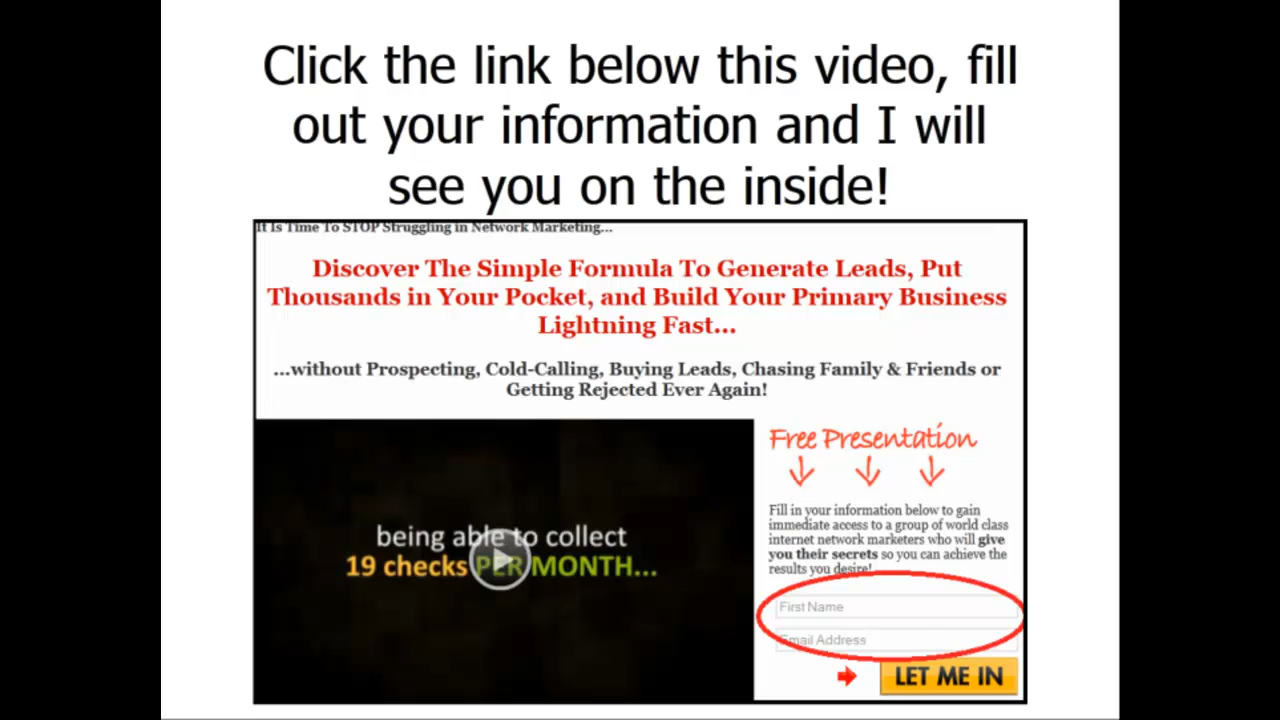 Click the link below this video, fill
out your information and I will
see you on the inside!
It Is Time To STOP Struggling in Network Marketing...
Discover The Simple Formula To Generate Leads, Put
Thousands in Your Pocket, and Build Your Primary Business
Lightning Fast...
...without Prospecting, Cold-Calling, Buying Leads, Chasing Family & Friends or
Getting Rejected Ever Again!
being able to collect
19 checks PER MONTH...
Free Presentation
Fill in your information below to gain
immediate access to a group of world class
internet network marketers who will give
you their secrets so you can achieve the
results you desire!
First Name
Email Address
LET ME IN